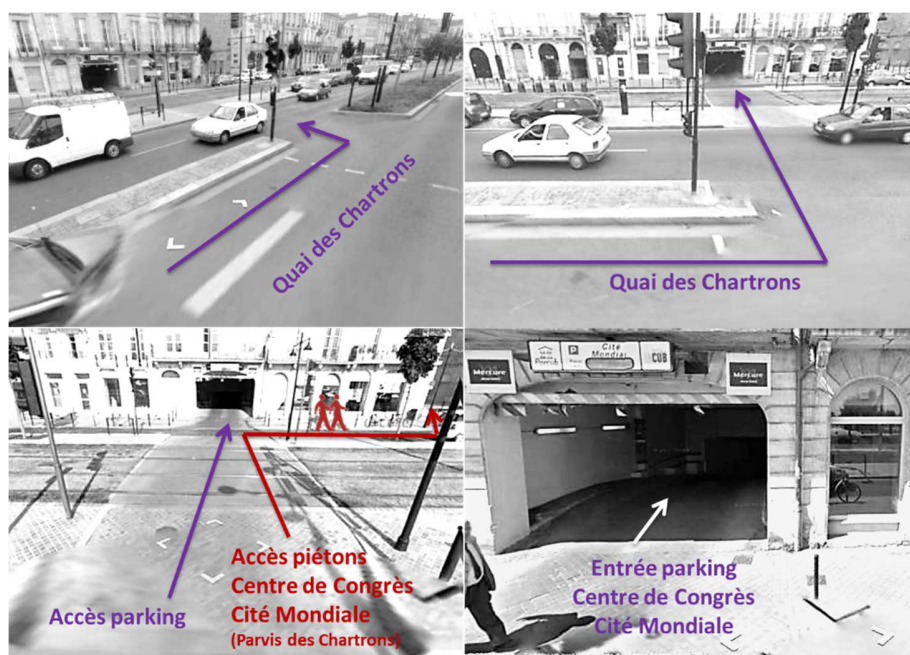 Quai des Chartrons
Quai des Chartrons
Accès parking
Accès piétons
Centre de Congrès
Cité Mondiale
(Parvis des Chartrons)
Cité
Mondial
P
CUB
Mercure
Mercure
Entrée parking
Centre de Congrès
Cité Mondiale